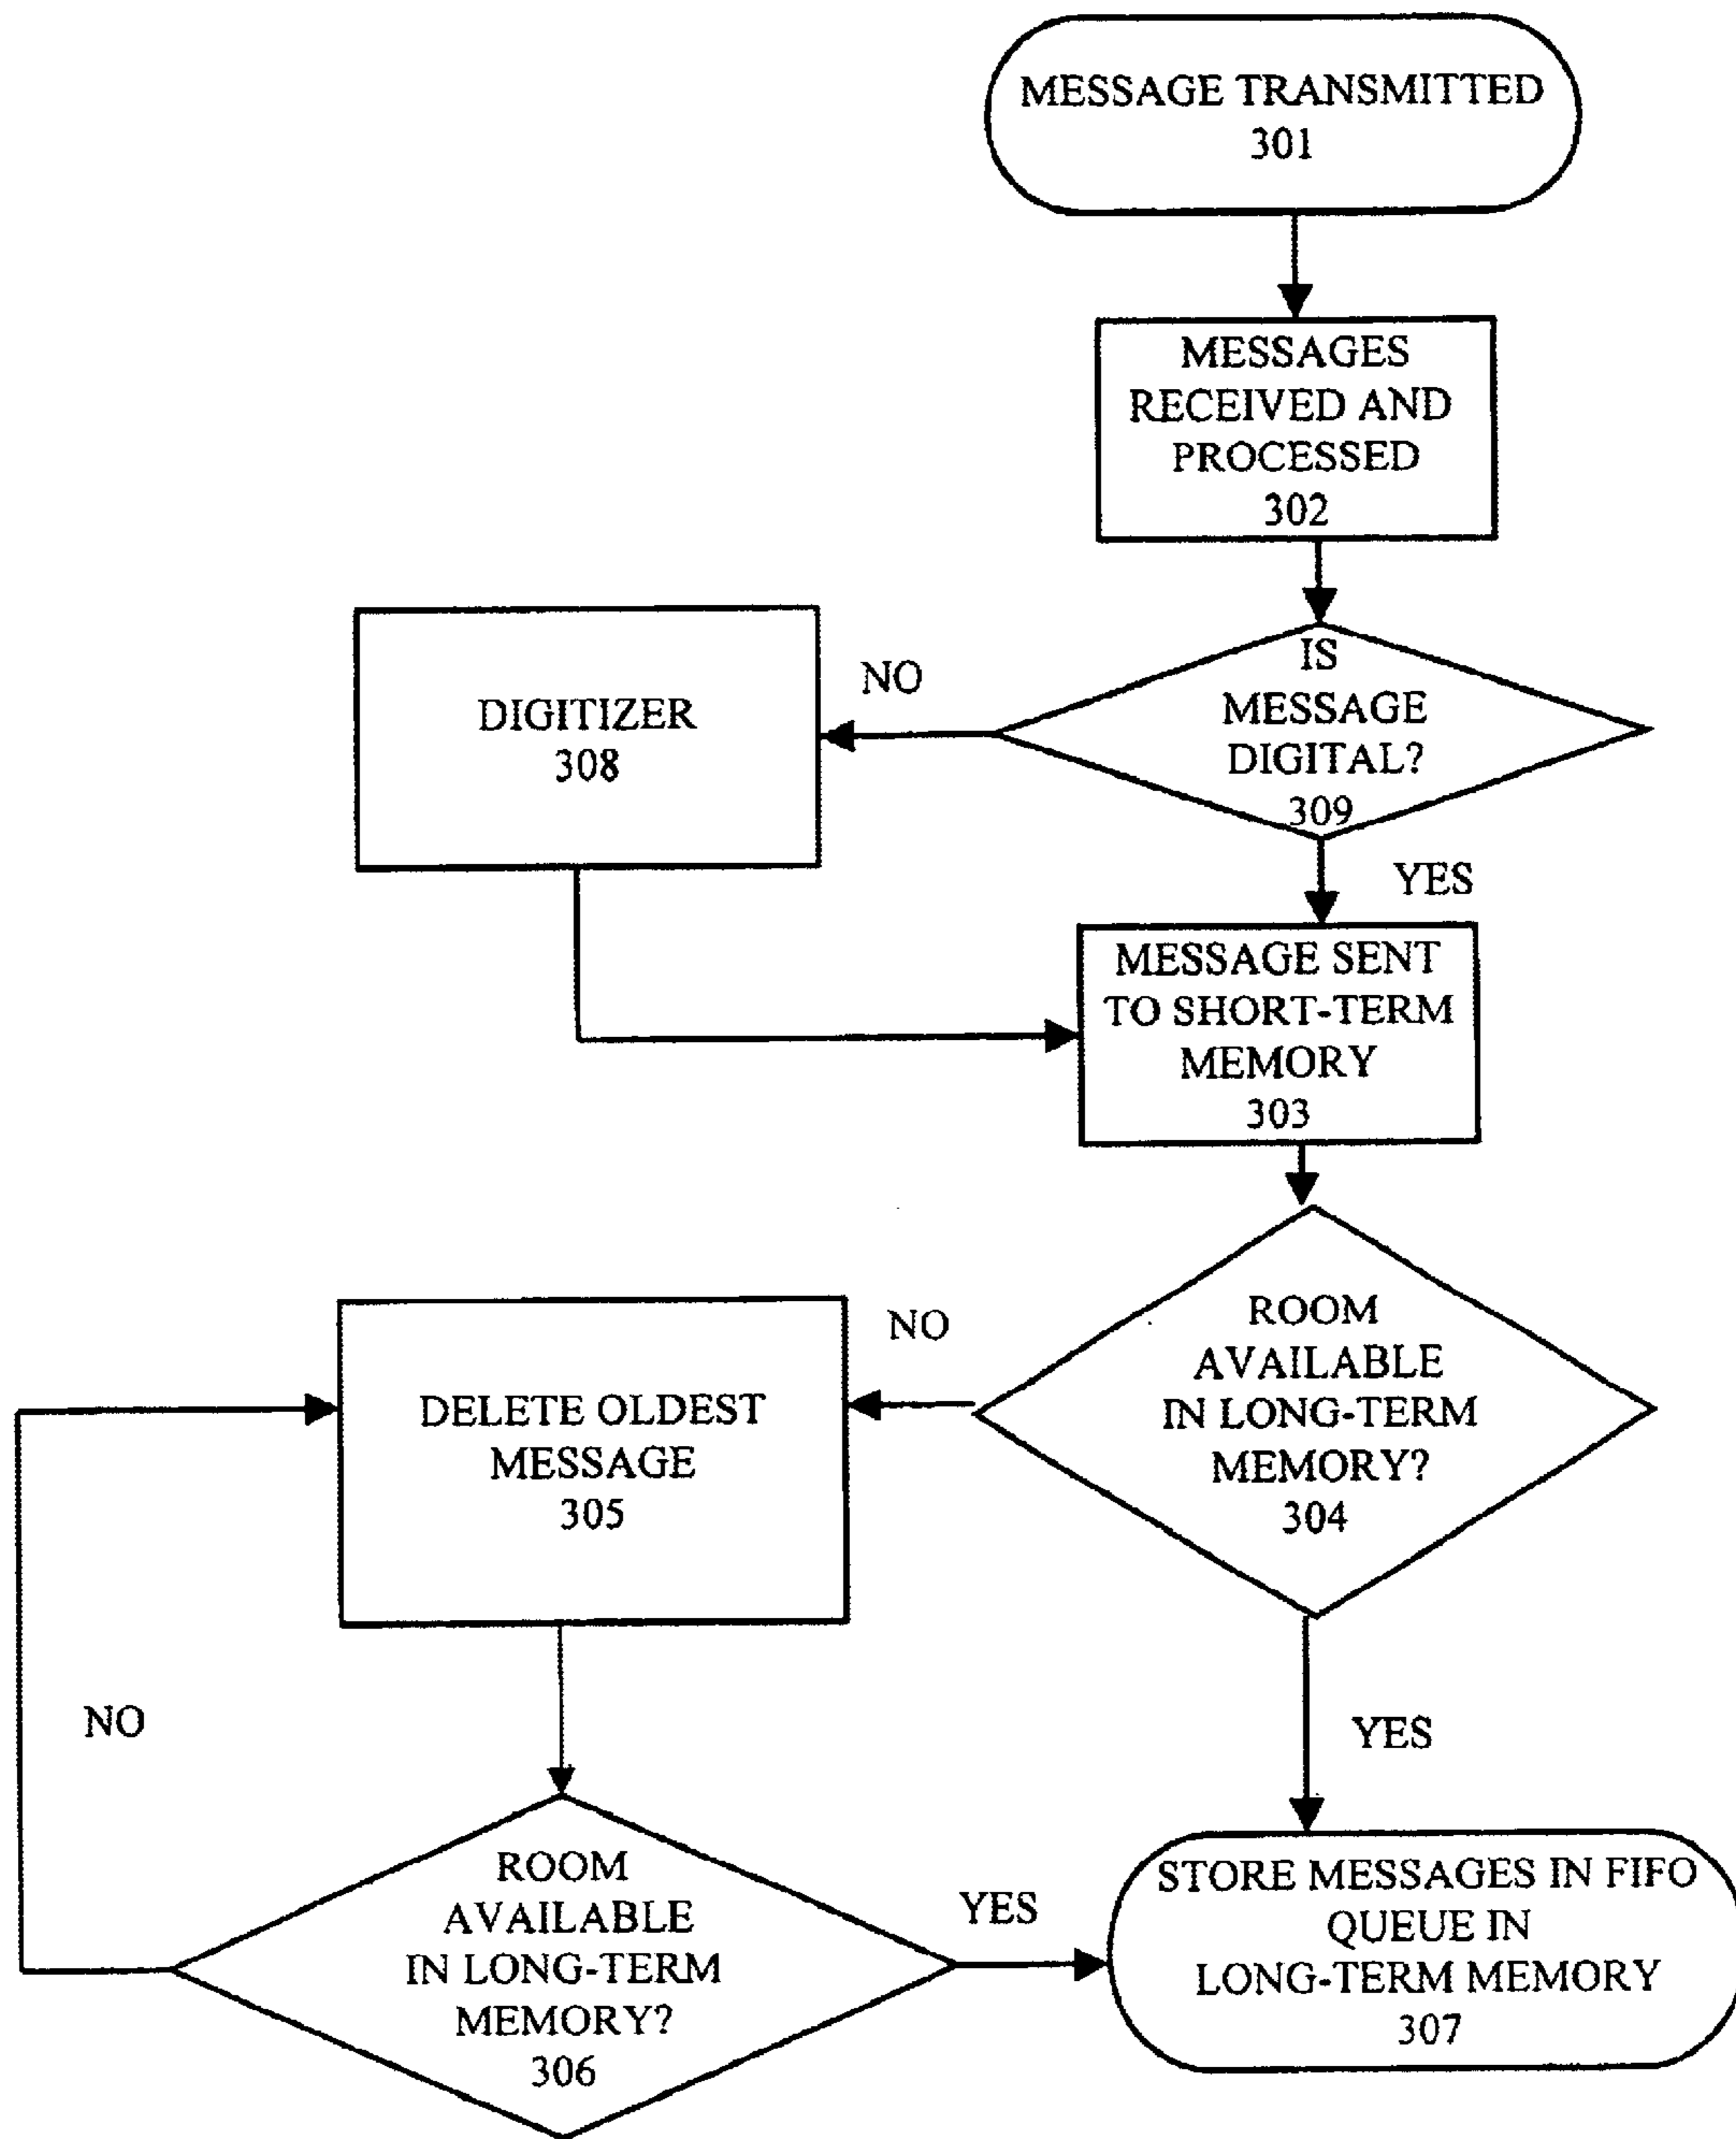 MESSAGE TRANSMITTED
301
MESSAGES
RECEIVED AND
PROCESSED
302
IS
MESSAGE
DIGITAL?
309
NO
DIGITIZER
308
YES
MESSAGE SENT
TO SHORT-TERM
MEMORY
303
ROOM
AVAILABLE
IN LONG-TERM
MEMORY?
304
NO
DELETE OLDEST
MESSAGE
305
NO
YES
ROOM
AVAILABLE
IN LONG-TERM
MEMORY?
306
YES
STORE MESSAGES IN FIFO
QUEUE IN
LONG-TERM MEMORY
307